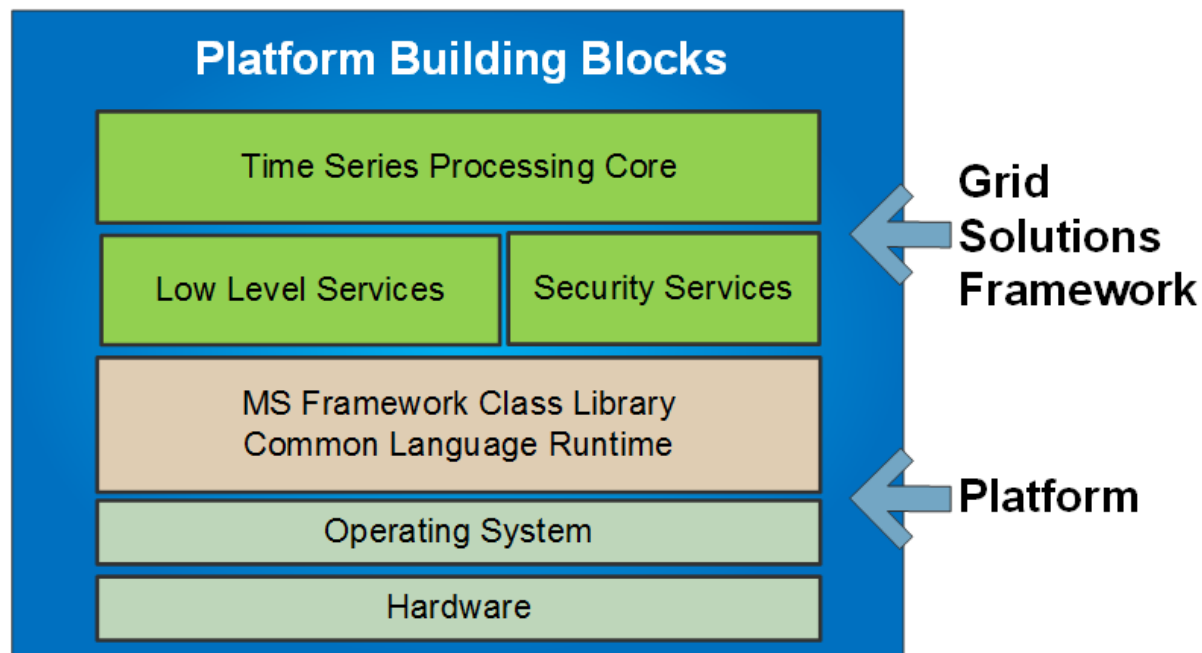 Platform Building Blocks
Time Series Processing Core
Low Level Services
Security Services
MS Framework Class Library
Common Language Runtime
Operating System
Hardware
Grid
Solutions
Framework
Platform